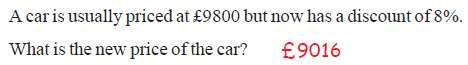 A car is usually priced at £9800 but now has a discount of 8%.
What is the new price of the car? £9016